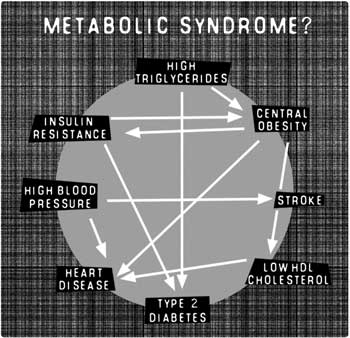 METABOLIC SYNDROME?
HIGH
TRIGLYCERIDES
CENTRAL
OBESITY
INSULIN
RESISTANCE
HIGH BLOOD
PRESSURE
STROKE
HEART
DISEASE
LOW HDL
CHOLESTEROL
TYPE 2
DIABETES